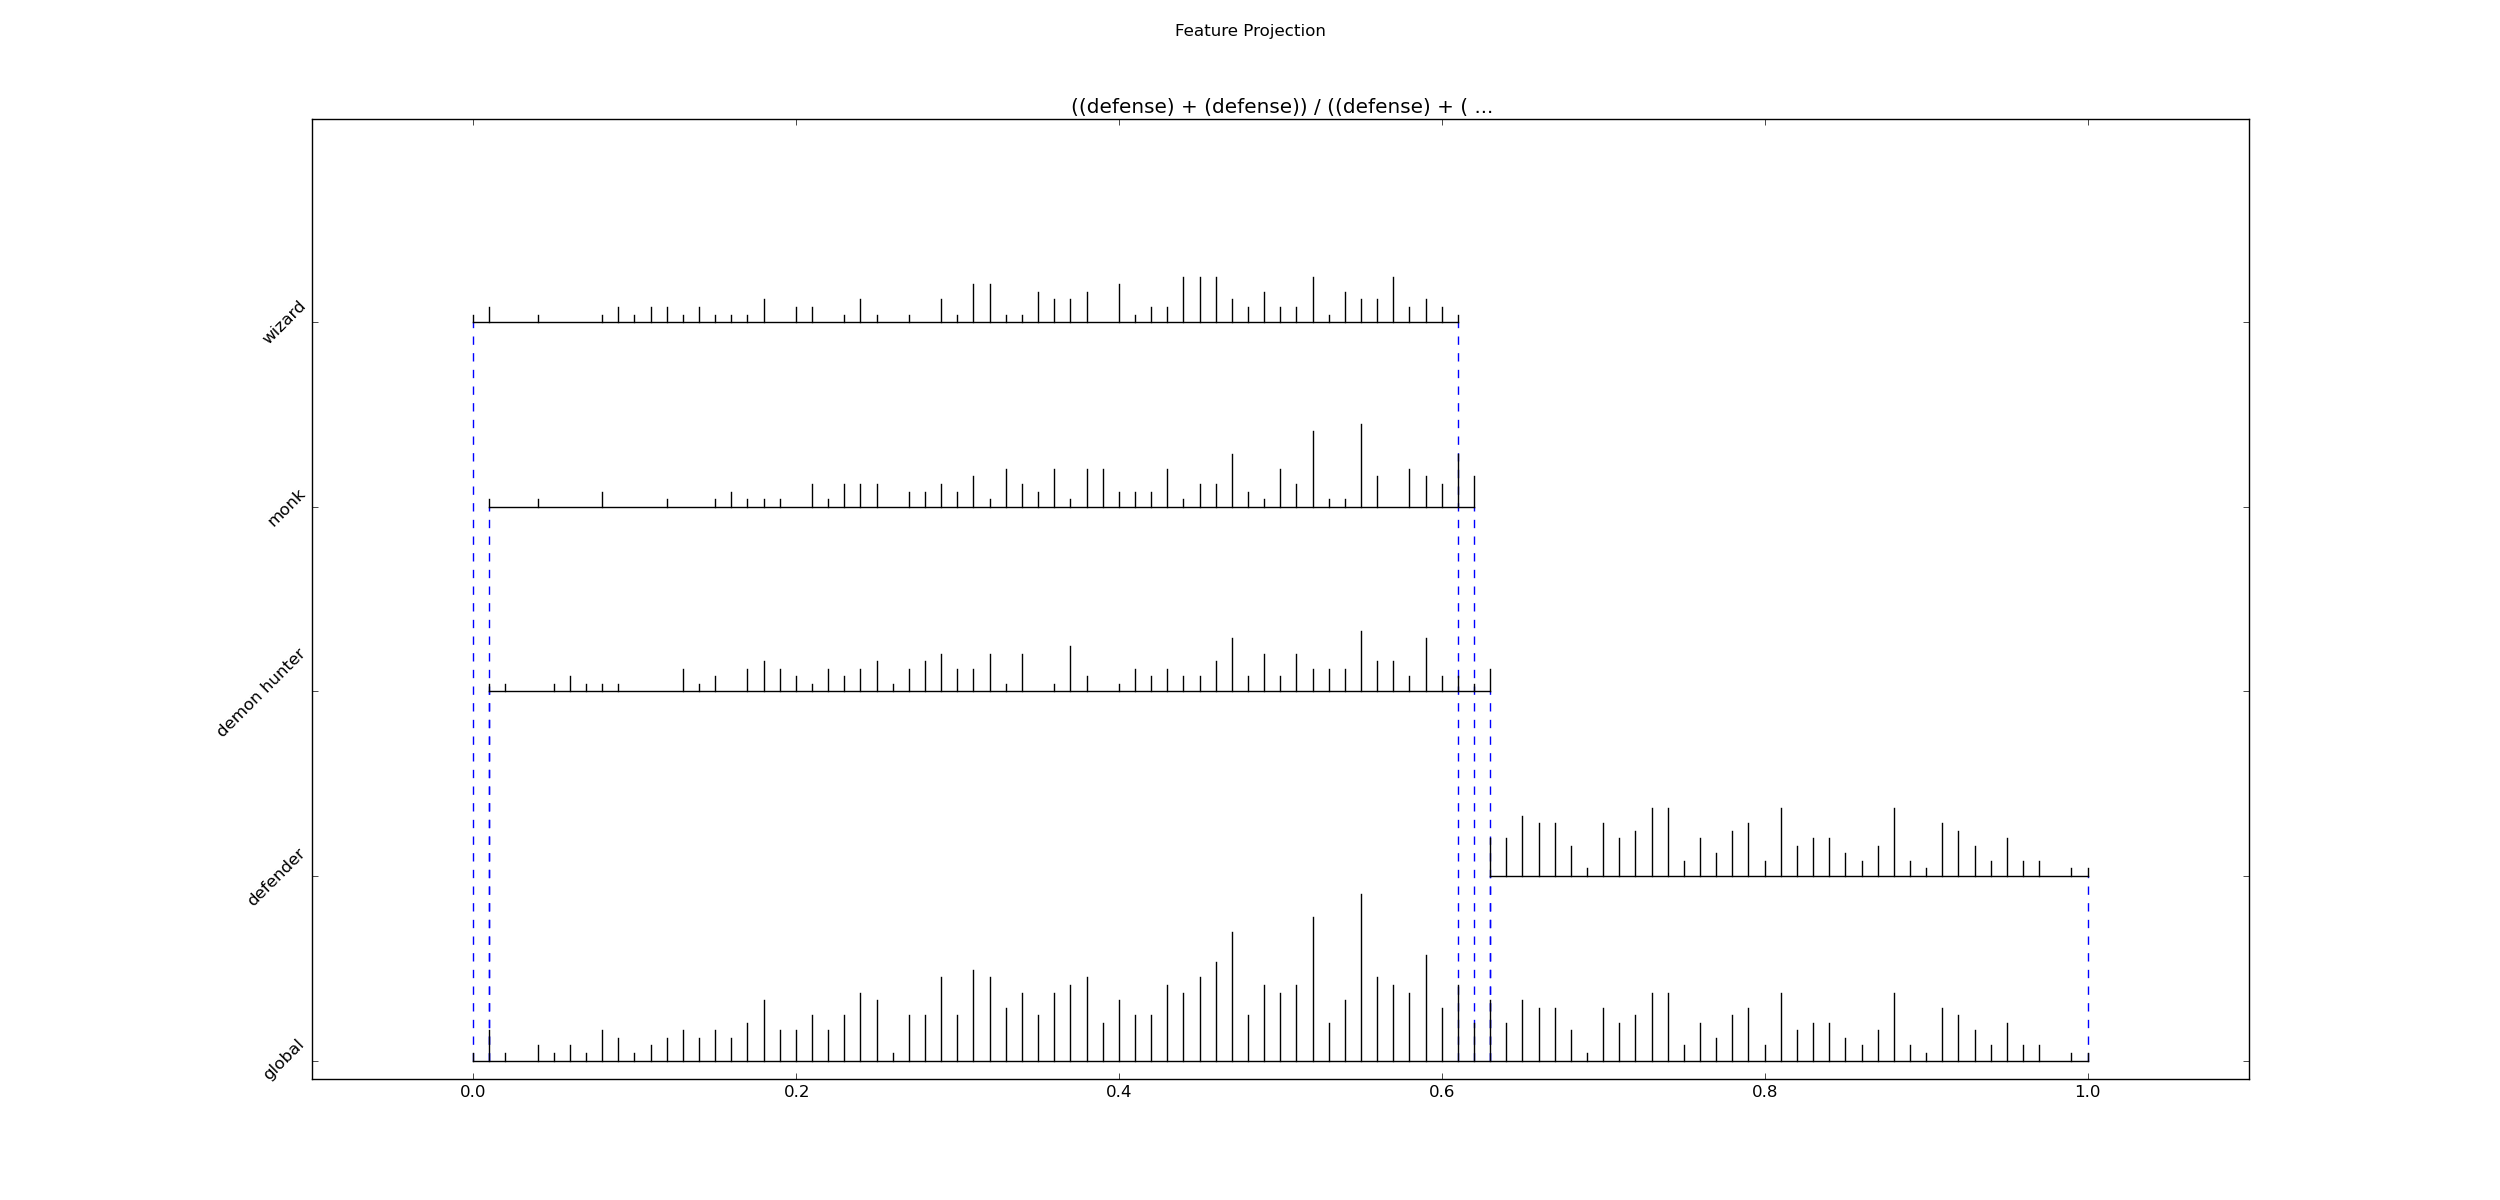 Feature Projection
((defense) + (defense)) / ((defense) + ( ...
wizard
monk
demon hunter
defender
global
0.0 0.2 0.4 0.6 0.8 1.0